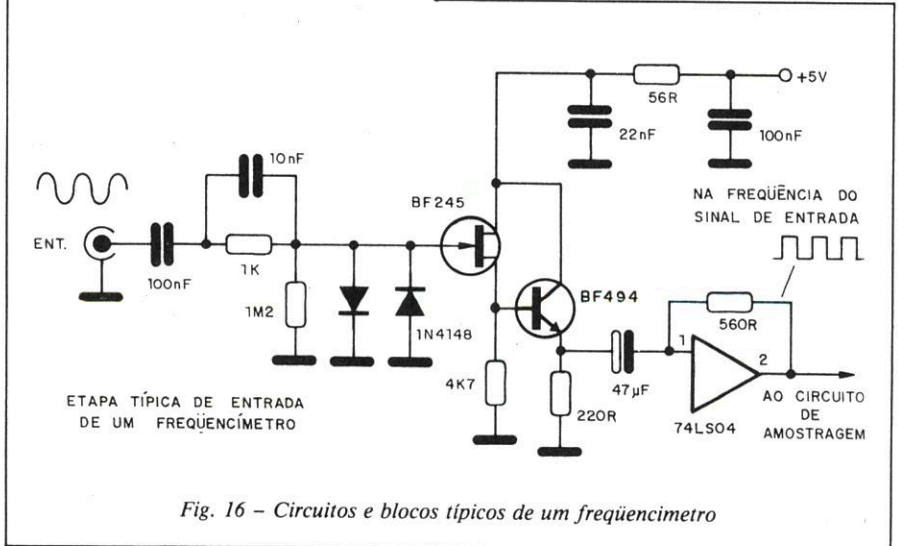 +5V
56R
22nF
100nF
10nF
BF245
NA FREQÜÊNCIA DO
SINAL DE ENTRADA
ENT.
100nF
1K
1M2
1N4148
BF494
560R
1
2
4K7
47µF
220R
74LS04
AO CIRCUITO
DE
AMOSTRAGEM
ETAPA TÍPICA DE ENTRADA
DE UM FREQÜENCÍMETRO
Fig. 16 – Circuitos e blocos típicos de um freqüencimetro